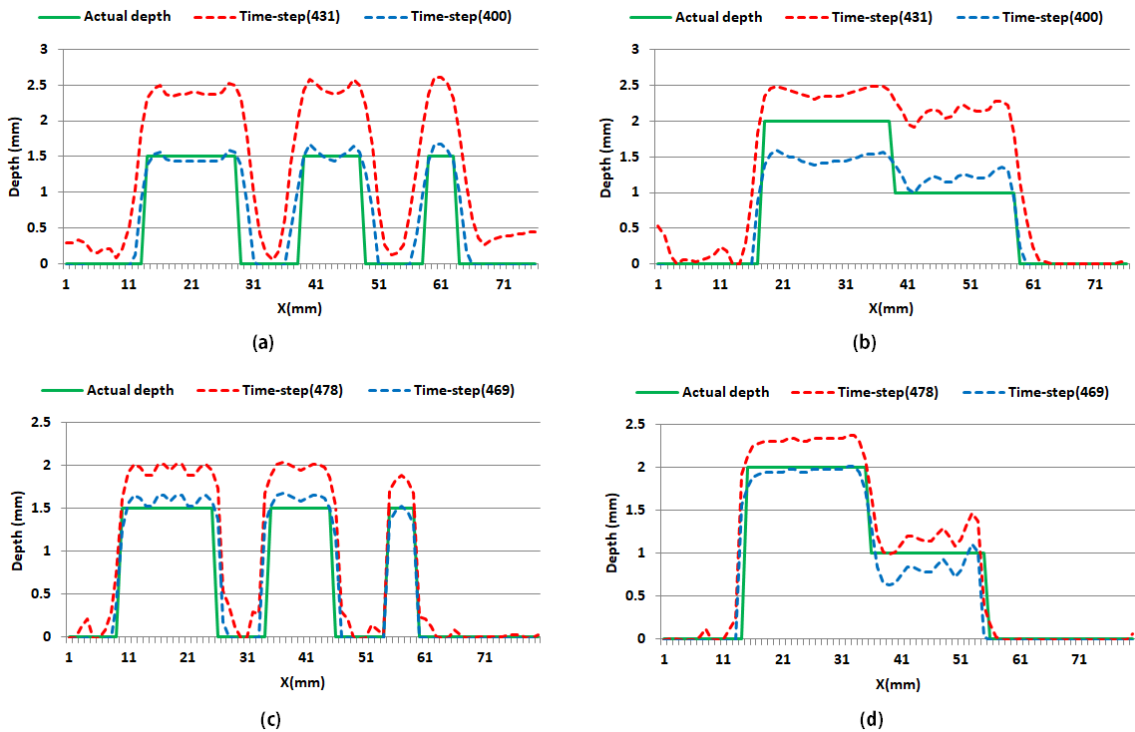 Actual depth Time-step(431) Time-step(400)
3
2.5
2
1.5
1
0.5
0
Depth (mm)
1 11 21 31 41 51 61 71
X(mm)
(a)
Actual depth Time-step(431) Time-step(400)
3
2.5
2
1.5
1
0.5
0
Depth (mm)
1 11 21 31 41 51 61 71
X(mm)
(b)
Actual depth Time-step(478) Time-step(469)
2.5
2
1.5
1
0.5
0
Depth (mm)
1 11 21 31 41 51 61 71
X(mm)
(c)
Actual depth Time-step(478) Time-step(469)
2.5
2
1.5
1
0.5
0
Depth (mm)
1 11 21 31 41 51 61 71
X(mm)
(d)